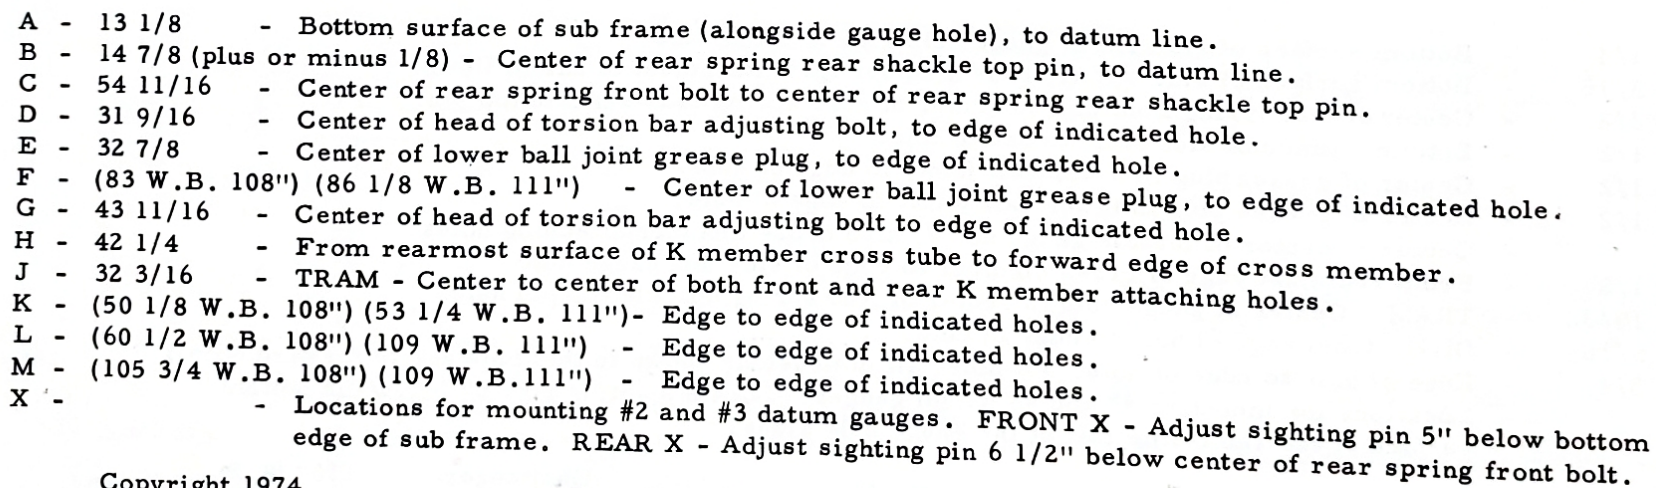 A - 13 1/8 - Bottom surface of sub frame (alongside gauge hole), to datum line.
B - 14 7/8 (plus or minus 1/8) - Center of rear spring rear shackle top pin, to datum line.
C - 54 11/16 - Center of rear spring front bolt to center of rear spring rear shackle top pin.
D - 31 9/16 - Center of head of torsion bar adjusting bolt, to edge of indicated hole.
E - 32 7/8 - Center of lower ball joint grease plug, to edge of indicated hole.
F - (83 W.B. 108") (86 1/8 W.B. 111") - Center of lower ball joint grease plug, to edge of indicated hole.
G - 43 11/16 - Center of head of torsion bar adjusting bolt to edge of indicated hole.
H - 42 1/4 - From rearmost surface of K member cross tube to forward edge of cross member.
J - 32 3/16 - TRAM - Center to center of both front and rear K member attaching holes.
K - (50 1/8 W.B. 108") (53 1/4 W.B. 111")- Edge to edge of indicated holes.
L - (60 1/2 W.B. 108") (109 W.B. 111") - Edge to edge of indicated holes.
M - (105 3/4 W.B. 108") (109 W.B.111") - Edge to edge of indicated holes.
X - - Locations for mounting #2 and #3 datum gauges. FRONT X - Adjust sighting pin 5" below bottom
edge of sub frame. REAR X - Adjust sighting pin 6 1/2" below center of rear spring front bolt.
Copyright 1974